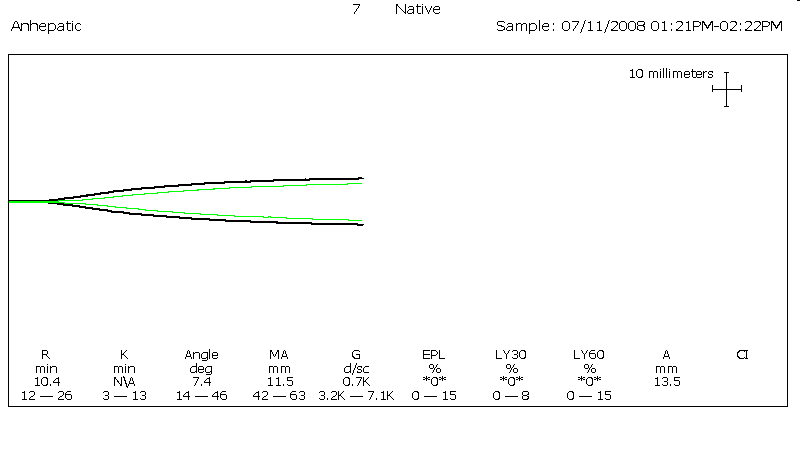 7 Native
Anhepatic Sample: 07/11/2008 01:21PM-02:22PM
10 millimeters
R K Angle MA G EPL LY30 LY60 A CI
min min deg mm d/sc % % % mm
10.4 N\A 7.4 11.5 0.7K *0* *0* *0* 13.5
12 — 26 3 — 13 14 — 46 42 — 63 3.2K — 7.1K 0 — 15 0 — 8 0 — 15